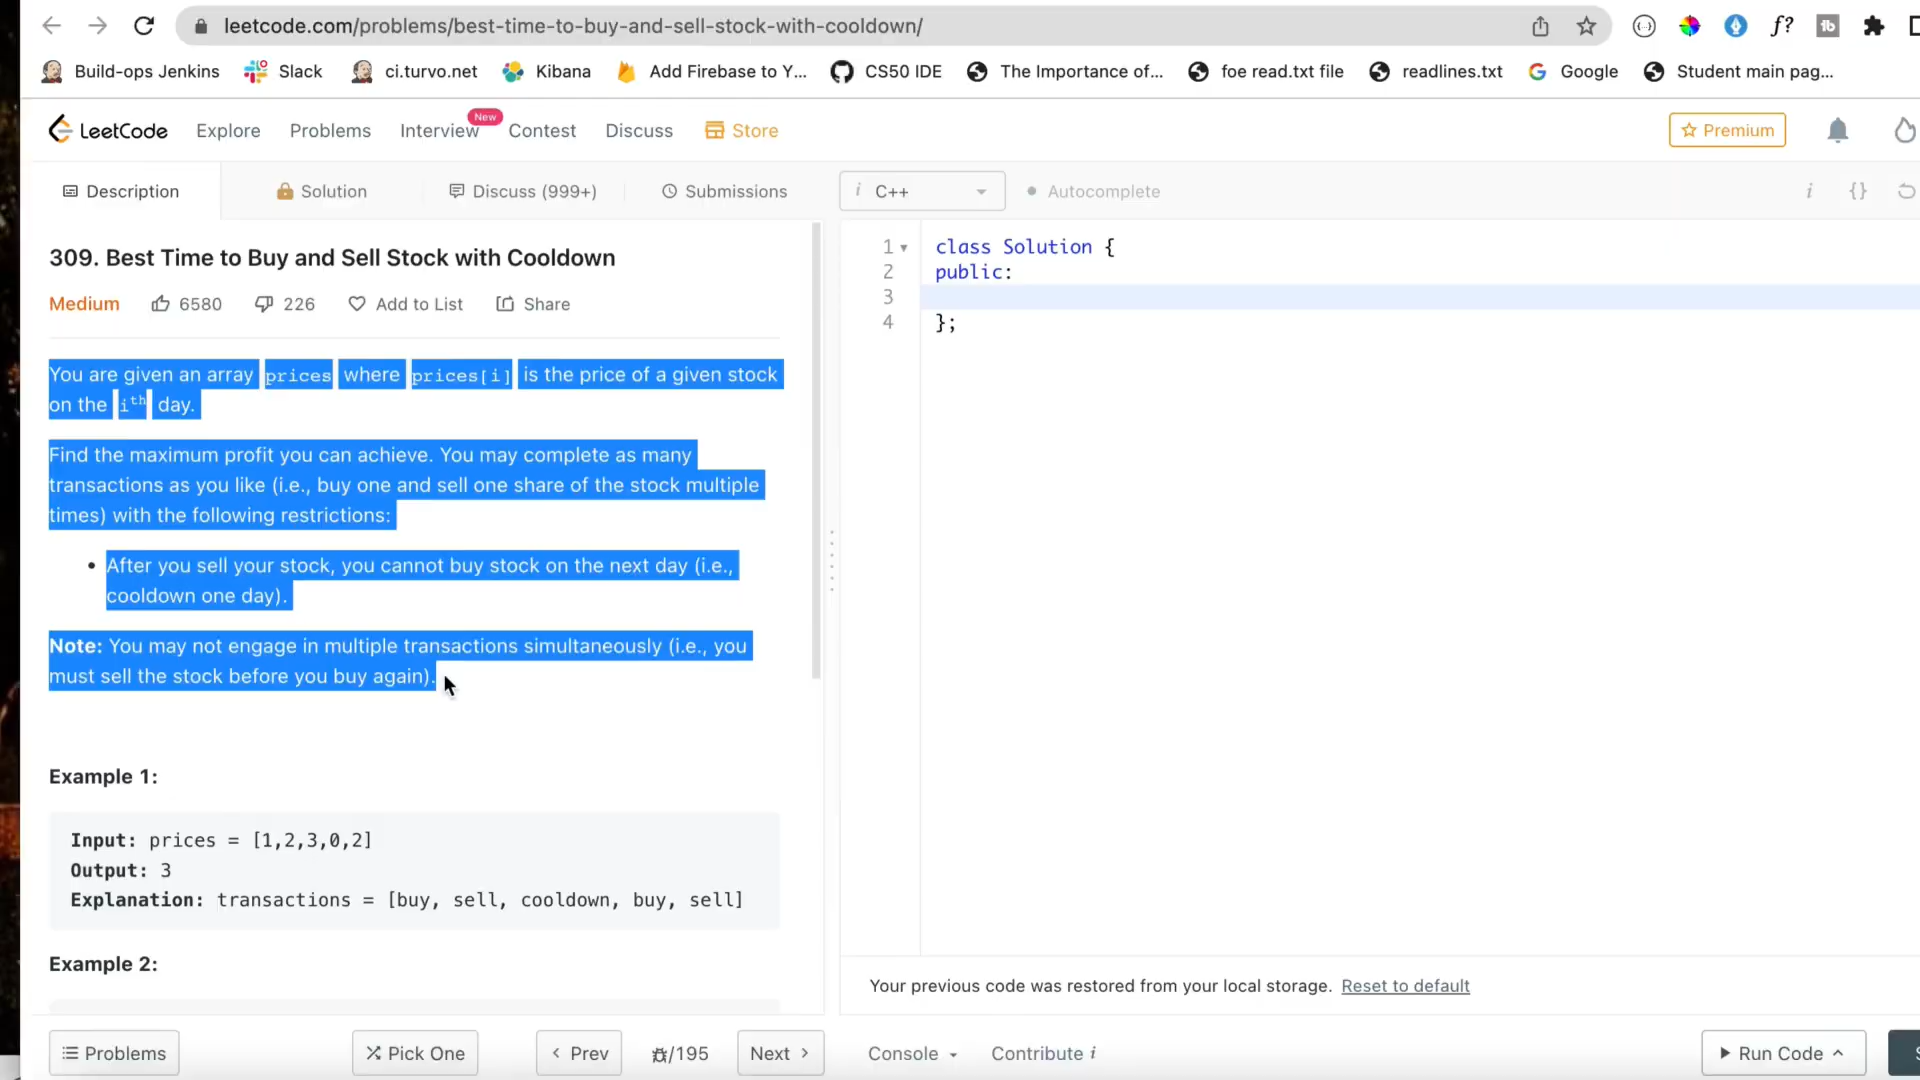 leetcode.com/problems/best-time-to-buy-and-sell-stock-with-cooldown/
f?
Build-ops Jenkins Slack ci.turvo.net Kibana Add Firebase to Y... CS50 IDE The Importance of... foe read.txt file readlines.txt Google Student main pag...
LeetCode Explore Problems Interview New Contest Discuss Store Premium
Description Solution Discuss (999+) Submissions i C++ Autocomplete i {}
309. Best Time to Buy and Sell Stock with Cooldown
Medium 6580 226 Add to List Share
You are given an array prices where prices[i] is the price of a given stock
on the ith day.
Find the maximum profit you can achieve. You may complete as many
transactions as you like (i.e., buy one and sell one share of the stock multiple
times) with the following restrictions:
• After you sell your stock, you cannot buy stock on the next day (i.e.,
cooldown one day).
Note: You may not engage in multiple transactions simultaneously (i.e., you
must sell the stock before you buy again).
Example 1:
Input: prices = [1,2,3,0,2]
Output: 3
Explanation: transactions = [buy, sell, cooldown, buy, sell]
Example 2:
1 class Solution {
2 public:
3
4 };
Your previous code was restored from your local storage. Reset to default
Problems Pick One Prev /195 Next Console Contribute i Run Code